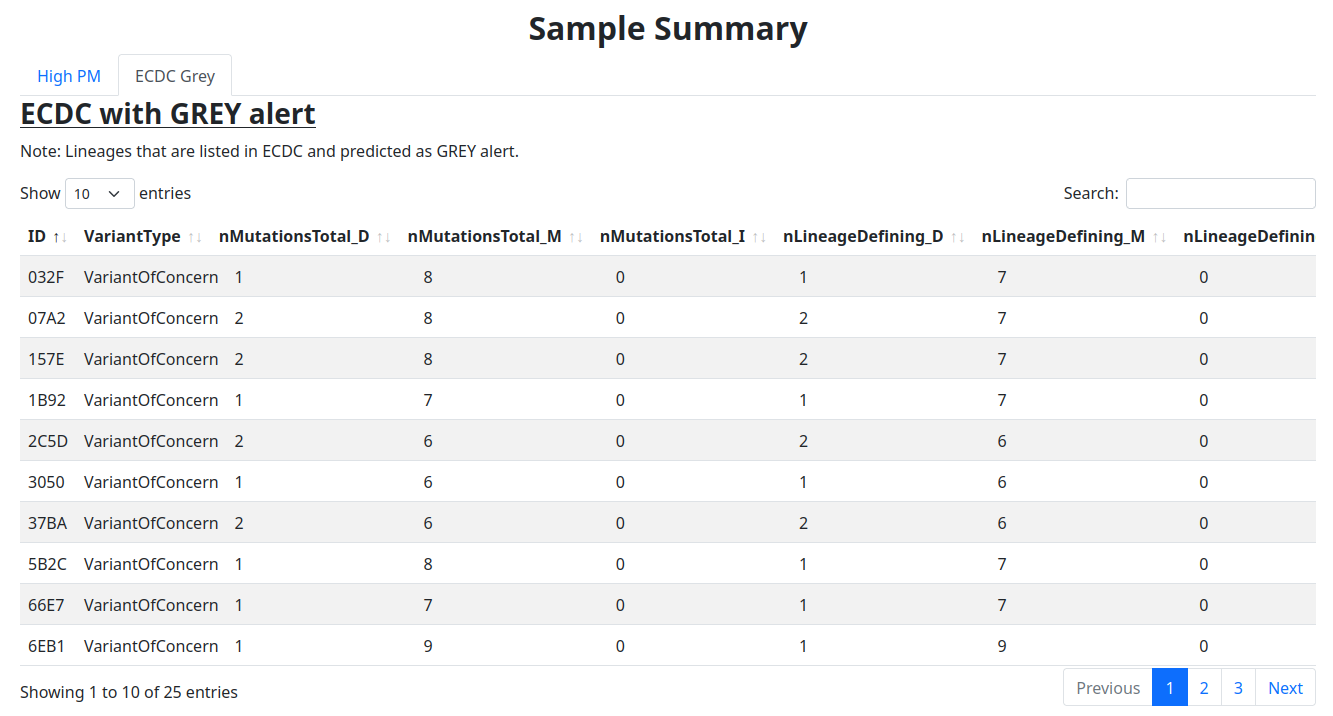 Sample Summary
High PM ECDC Grey
ECDC with GREY alert
Note: Lineages that are listed in ECDC and predicted as GREY alert.
Show 10 entries Search:
ID ↑↓ VariantType ↑↓ nMutationsTotal_D ↑↓ nMutationsTotal_M ↑↓ nMutationsTotal_I ↑↓ nLineageDefining_D ↑↓ nLineageDefining_M ↑↓ nLineageDefinin
032F VariantOfConcern 1 8 0 1 7 0
07A2 VariantOfConcern 2 8 0 2 7 0
157E VariantOfConcern 2 8 0 2 7 0
1B92 VariantOfConcern 1 7 0 1 7 0
2C5D VariantOfConcern 2 6 0 2 6 0
3050 VariantOfConcern 1 6 0 1 6 0
37BA VariantOfConcern 2 6 0 2 6 0
5B2C VariantOfConcern 1 8 0 1 7 0
66E7 VariantOfConcern 1 7 0 1 7 0
6EB1 VariantOfConcern 1 9 0 1 9 0
Showing 1 to 10 of 25 entries Previous 1 2 3 Next